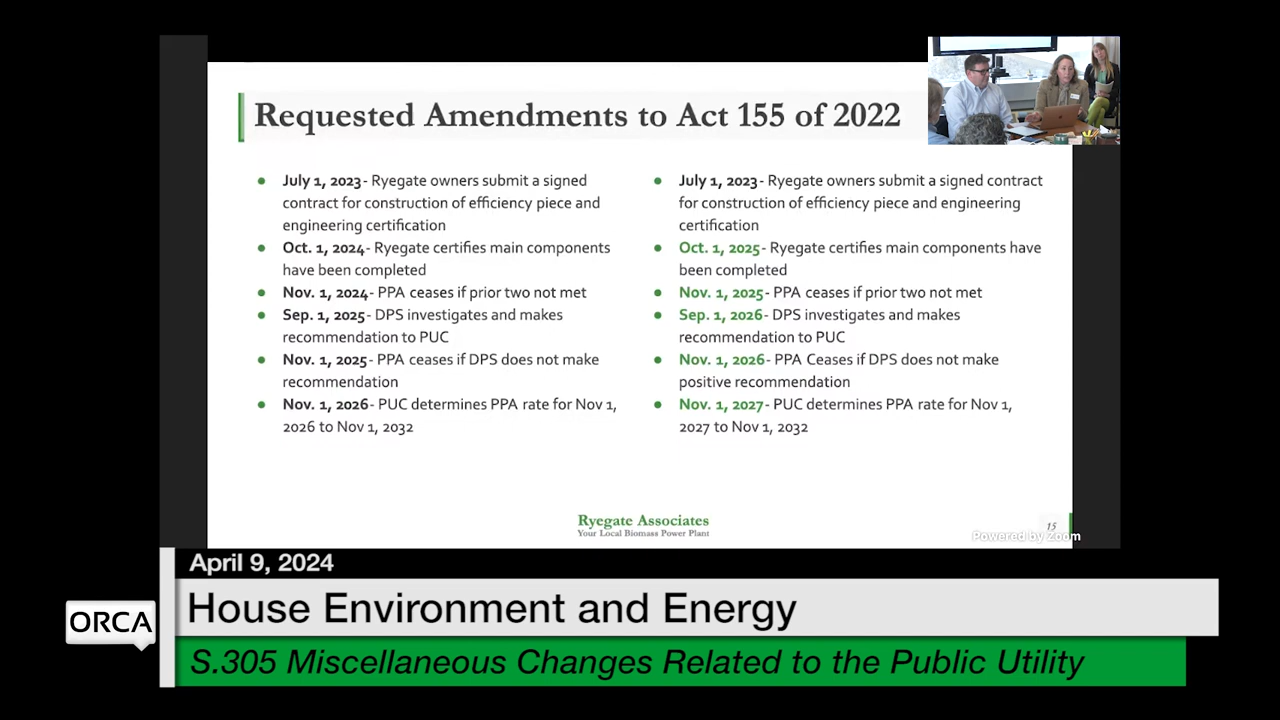 Requested Amendments to Act 155 of 2022
July 1, 2023- Ryegate owners submit a signed
contract for construction of efficiency piece and
engineering certification
Oct. 1, 2024- Ryegate certifies main components
have been completed
Nov. 1, 2024- PPA ceases if prior two not met
Sep. 1, 2025- DPS investigates and makes
recommendation to PUC
Nov. 1, 2025- PPA ceases if DPS does not make
recommendation
Nov. 1, 2026- PUC determines PPA rate for Nov 1,
2026 to Nov 1, 2032
July 1, 2023- Ryegate owners submit a signed contract
for construction of efficiency piece and engineering
certification
Oct. 1, 2025- Ryegate certifies main components have
been completed
Nov. 1, 2025- PPA ceases if prior two not met
Sep. 1, 2026- DPS investigates and makes
recommendation to PUC
Nov. 1, 2026- PPA Ceases if DPS does not make
positive recommendation
Nov. 1, 2027- PUC determines PPA rate for Nov 1,
2027 to Nov 1, 2032
Ryegate Associates
Your Local Biomass Power Plant
15
Powered by Zoom
April 9, 2024
ORCA
House Environment and Energy
S.305 Miscellaneous Changes Related to the Public Utility